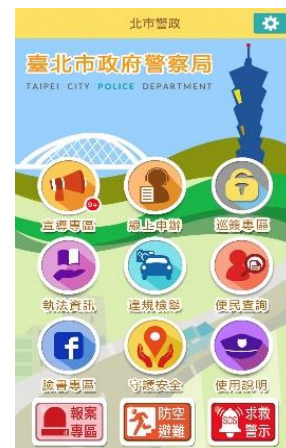 北市警政
臺北市政府警察局
TAIPEI CITY POLICE DEPARTMENT
9+
宣導專區 線上申辦 巡簽專區
執法資訊 違規檢舉 便民查詢
臉書專區 守護安全 使用說明
報案專區 防空避難 SOS 求救警示